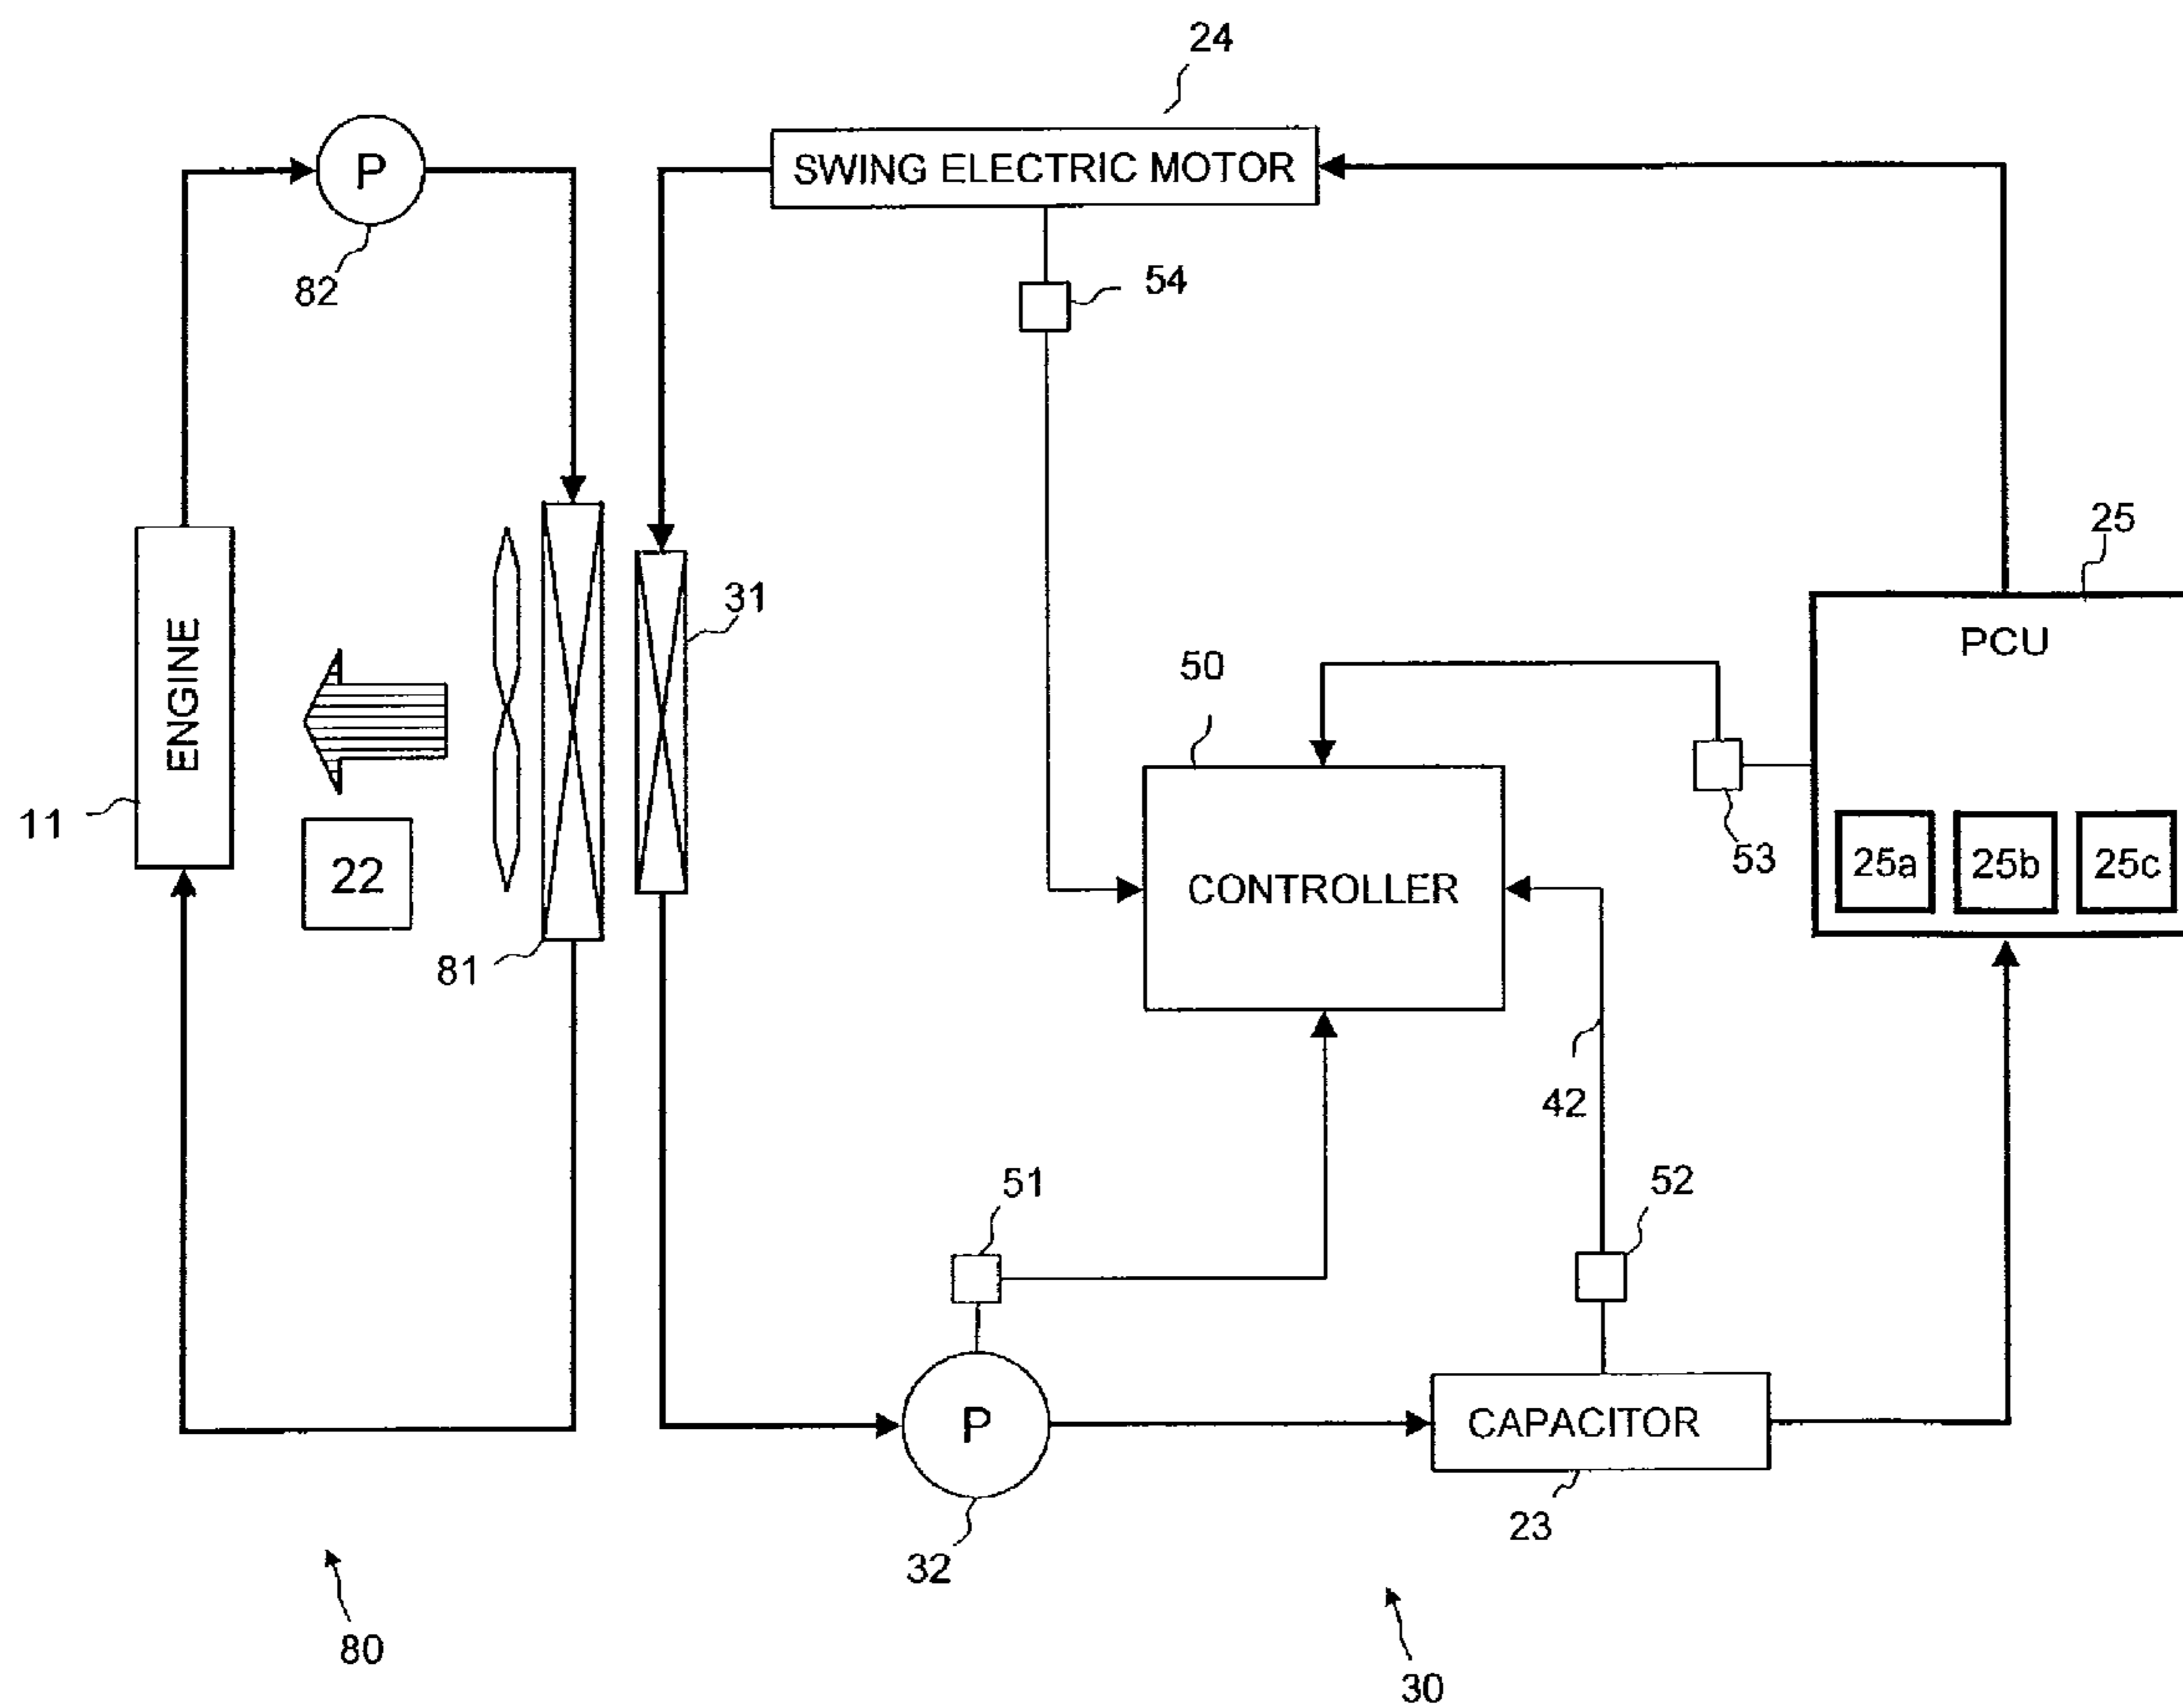 24
P
SWING ELECTRIC MOTOR
82
54
25
31
PCU
50
ENGINE
11
22
53
25a
25b
25c
CONTROLLER
81
42
51
52
P
CAPACITOR
23
32
80
30